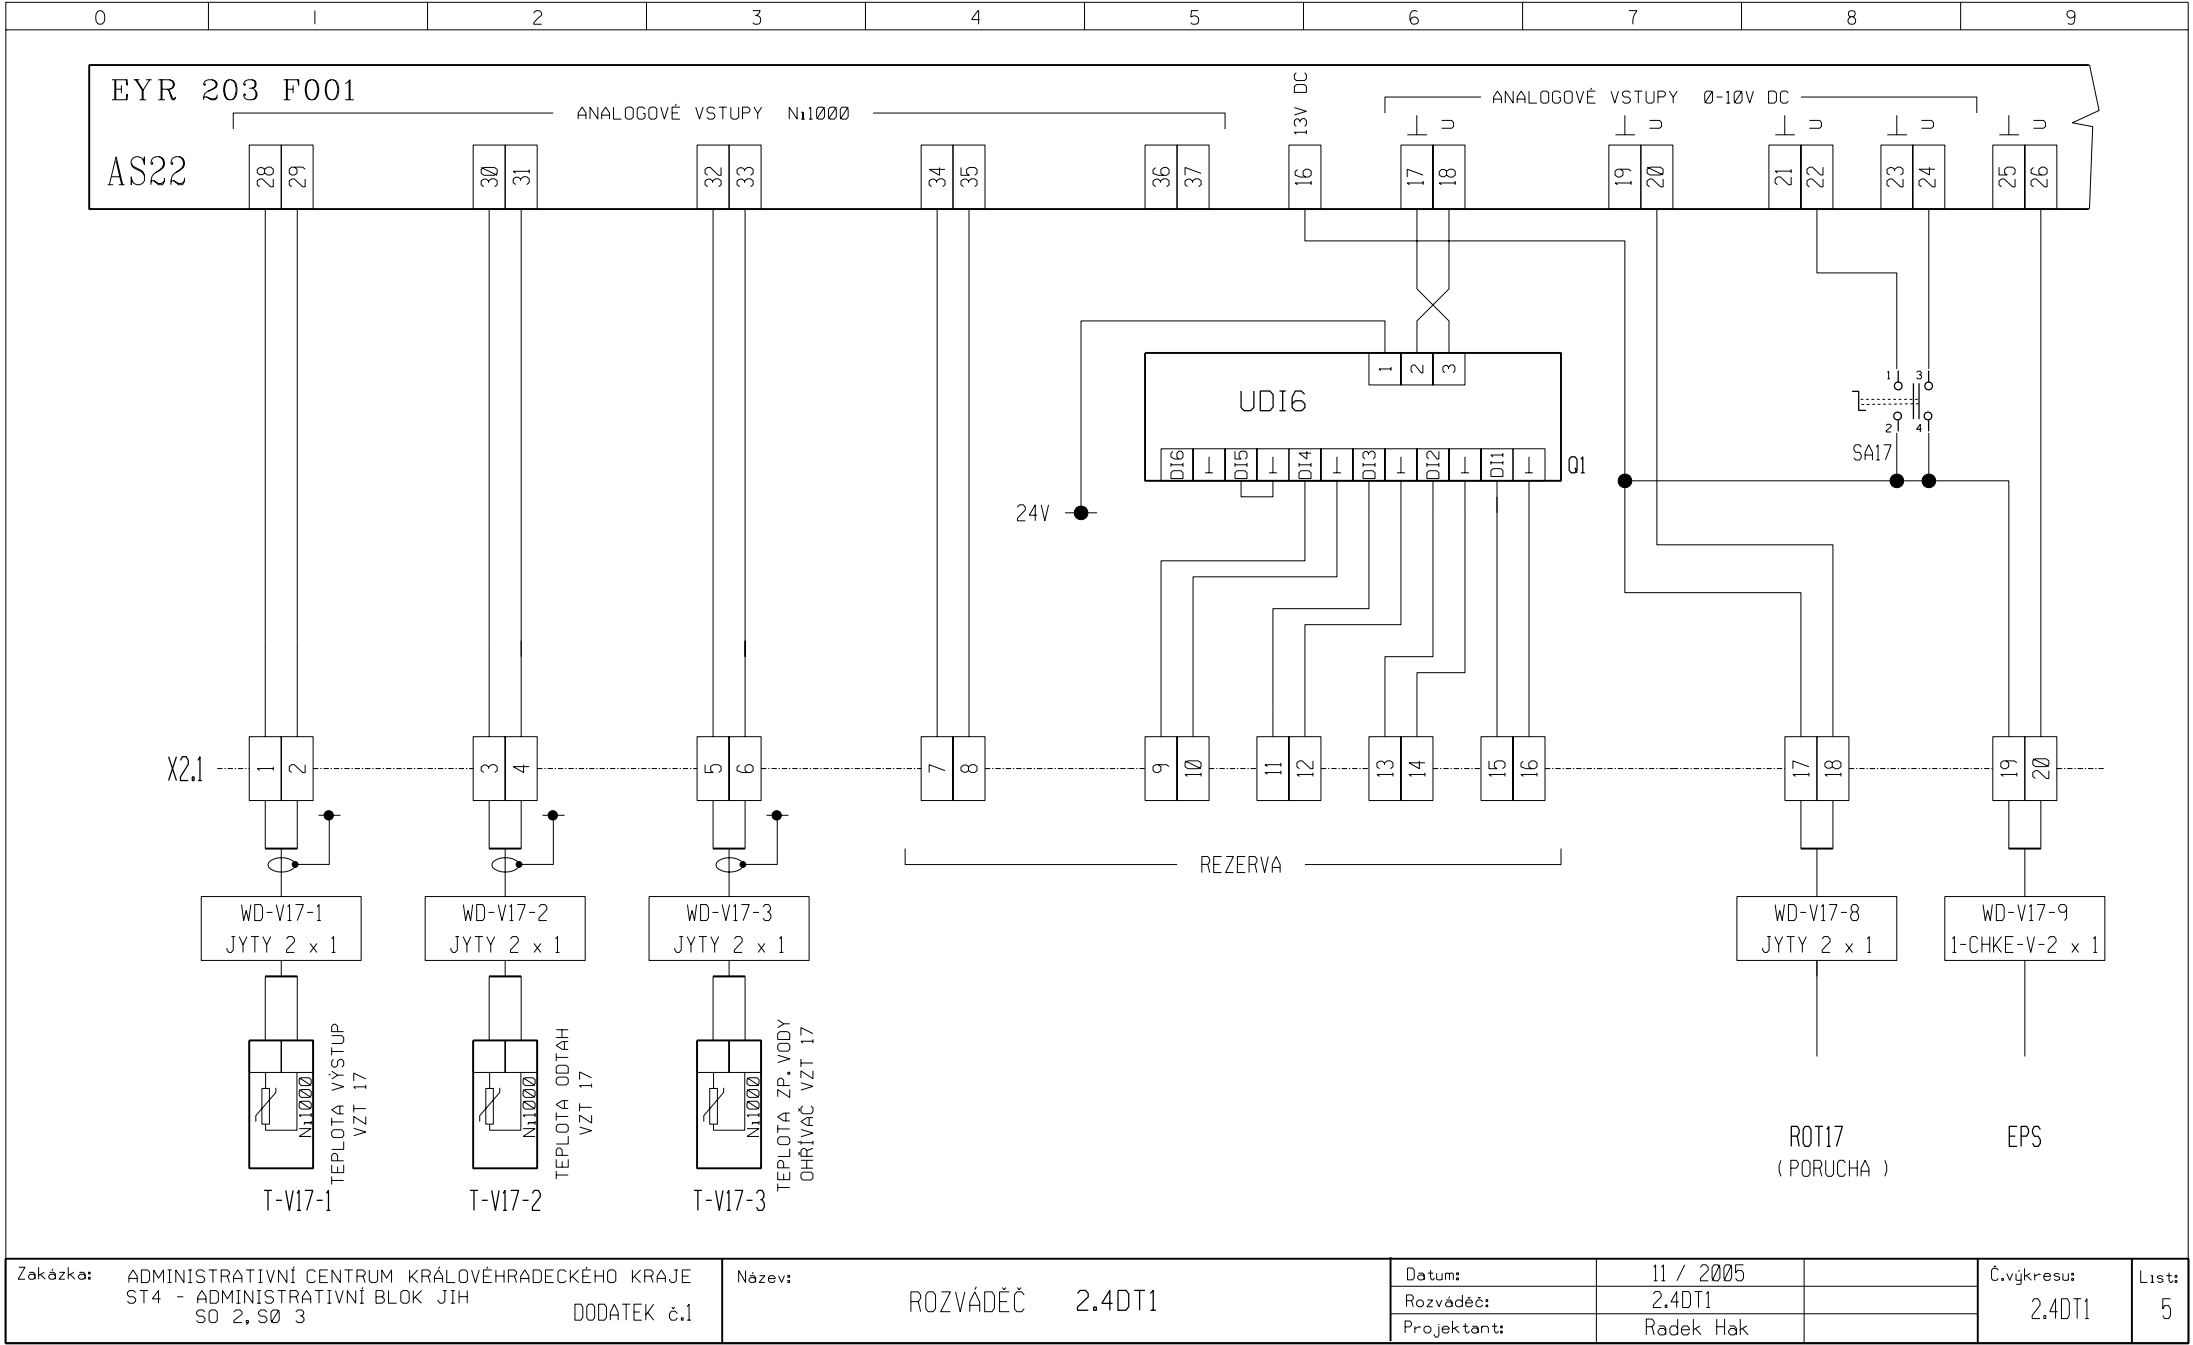 0 1 2 3 4 5 6 7 8 9
EYR 203 F001
ANALOGOVÉ VSTUPY Ni1000
13V DC
ANALOGOVÉ VSTUPY 0-10V DC
⊥ U ⊥ U ⊥ U ⊥ U ⊥ U
AS22
28 29 30 31 32 33 34 35 36 37 16 17 18 19 20 21 22 23 24 25 26
1 2 3
UDI6
1 3
2 4
SA17
DI6 ⊥ DI5 ⊥ DI4 ⊥ DI3 ⊥ DI2 ⊥ DI1 ⊥
Q1
24V
X2.1
1 2 3 4 5 6 7 8 9 10 11 12 13 14 15 16 17 18 19 20
REZERVA
WD-V17-1
JYTY 2 x 1
WD-V17-2
JYTY 2 x 1
WD-V17-3
JYTY 2 x 1
WD-V17-8
JYTY 2 x 1
WD-V17-9
1-CHKE-V-2 x 1
Ni1000
TEPLOTA VÝSTUP
VZT 17
Ni1000
TEPLOTA ODTAH
VZT 17
Ni1000
TEPLOTA ZP. VODY
OHŘÍVAČ VZT 17
T-V17-1
T-V17-2
T-V17-3
ROT17
( PORUCHA )
EPS
Zakázka: ADMINISTRATIVNÍ CENTRUM KRÁLOVÉHRADECKÉHO KRAJE
ST4 - ADMINISTRATIVNÍ BLOK JIH
SO 2, SØ 3
DODATEK č.1
Název:
ROZVÁDĚČ 2.4DT1
Datum: 11 / 2005
Rozváděč: 2.4DT1
Projektant: Radek Hak
Č.výkresu:
2.4DT1
List:
5